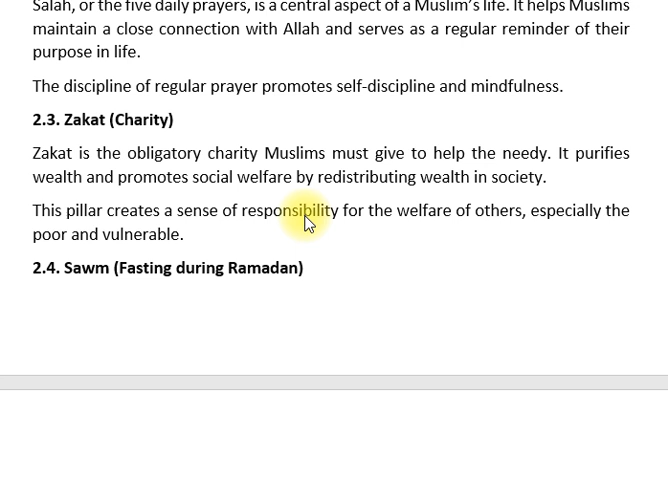 Salah, or the five daily prayers, is a central aspect of a Muslim's life. It helps Muslims
maintain a close connection with Allah and serves as a regular reminder of their
purpose in life.
The discipline of regular prayer promotes self-discipline and mindfulness.
2.3. Zakat (Charity)
Zakat is the obligatory charity Muslims must give to help the needy. It purifies
wealth and promotes social welfare by redistributing wealth in society.
This pillar creates a sense of responsibility for the welfare of others, especially the
poor and vulnerable.
2.4. Sawm (Fasting during Ramadan)